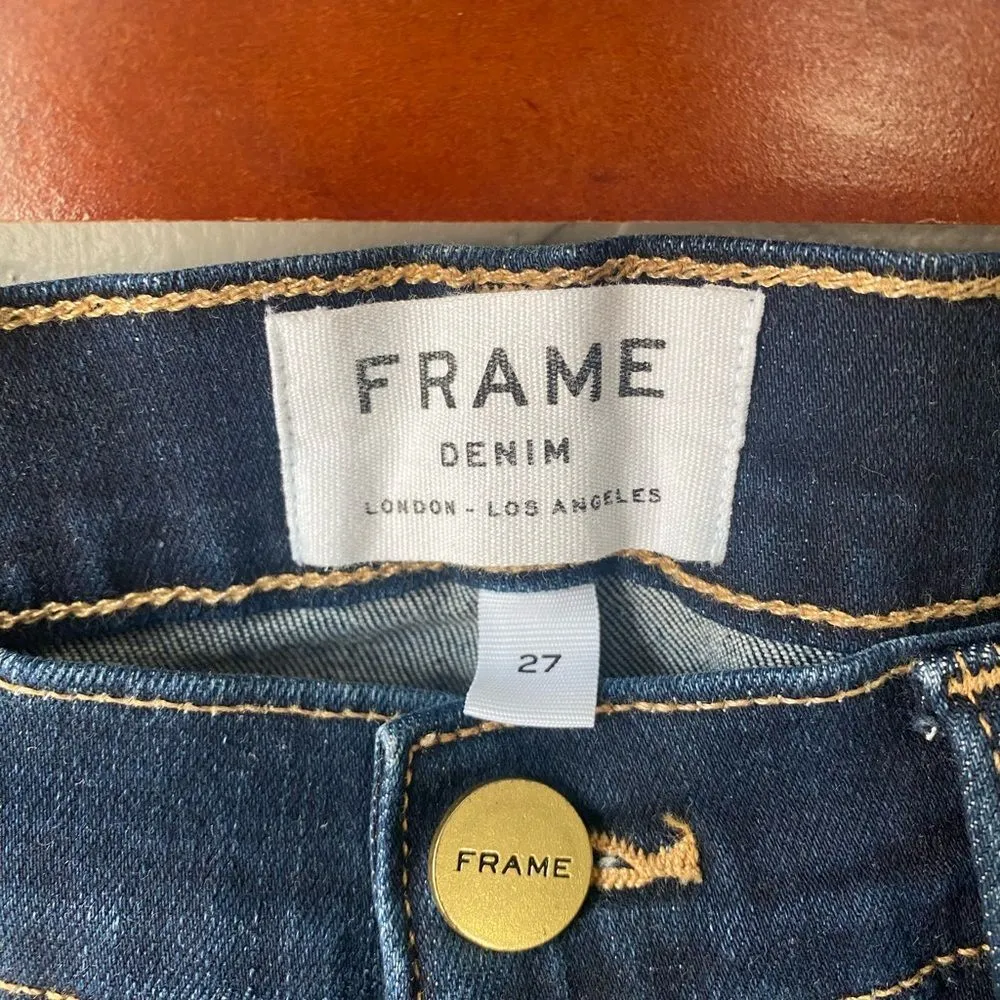 FRAME
DENIM
LONDON - LOS ANGELES
27
FRAME